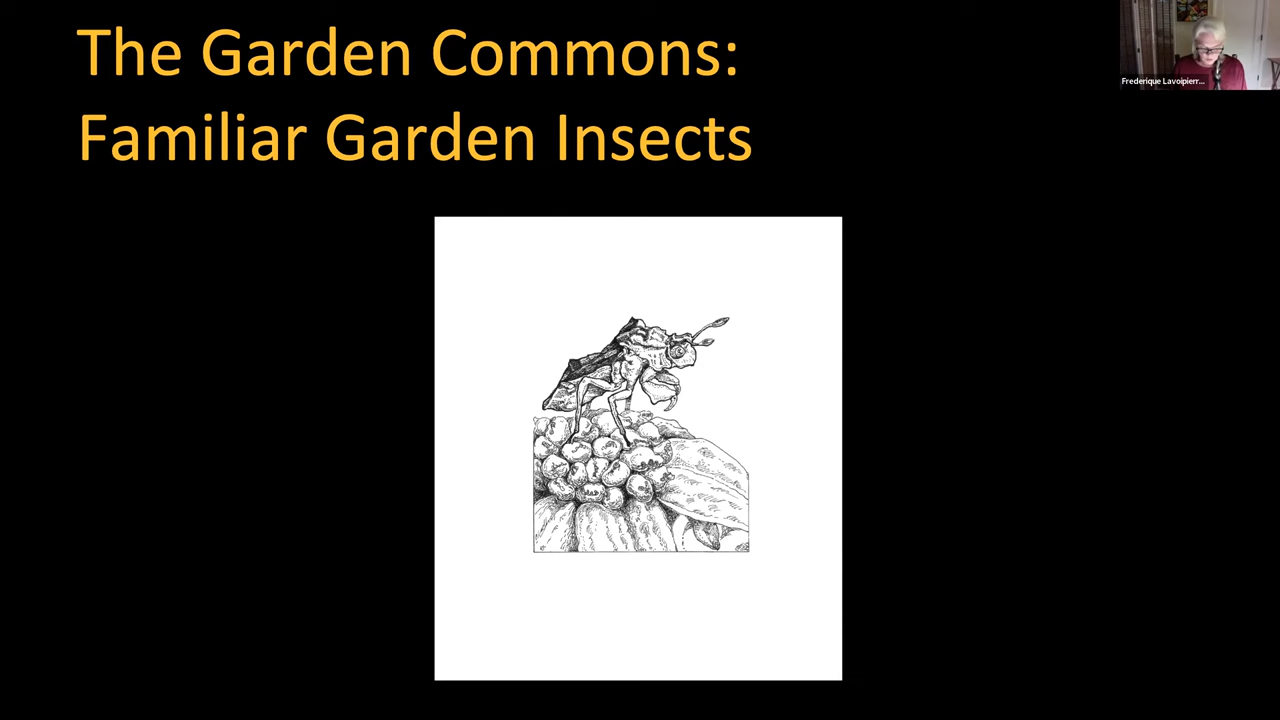 The Garden Commons:
Familiar Garden Insects
Frederique Lavoipierr...